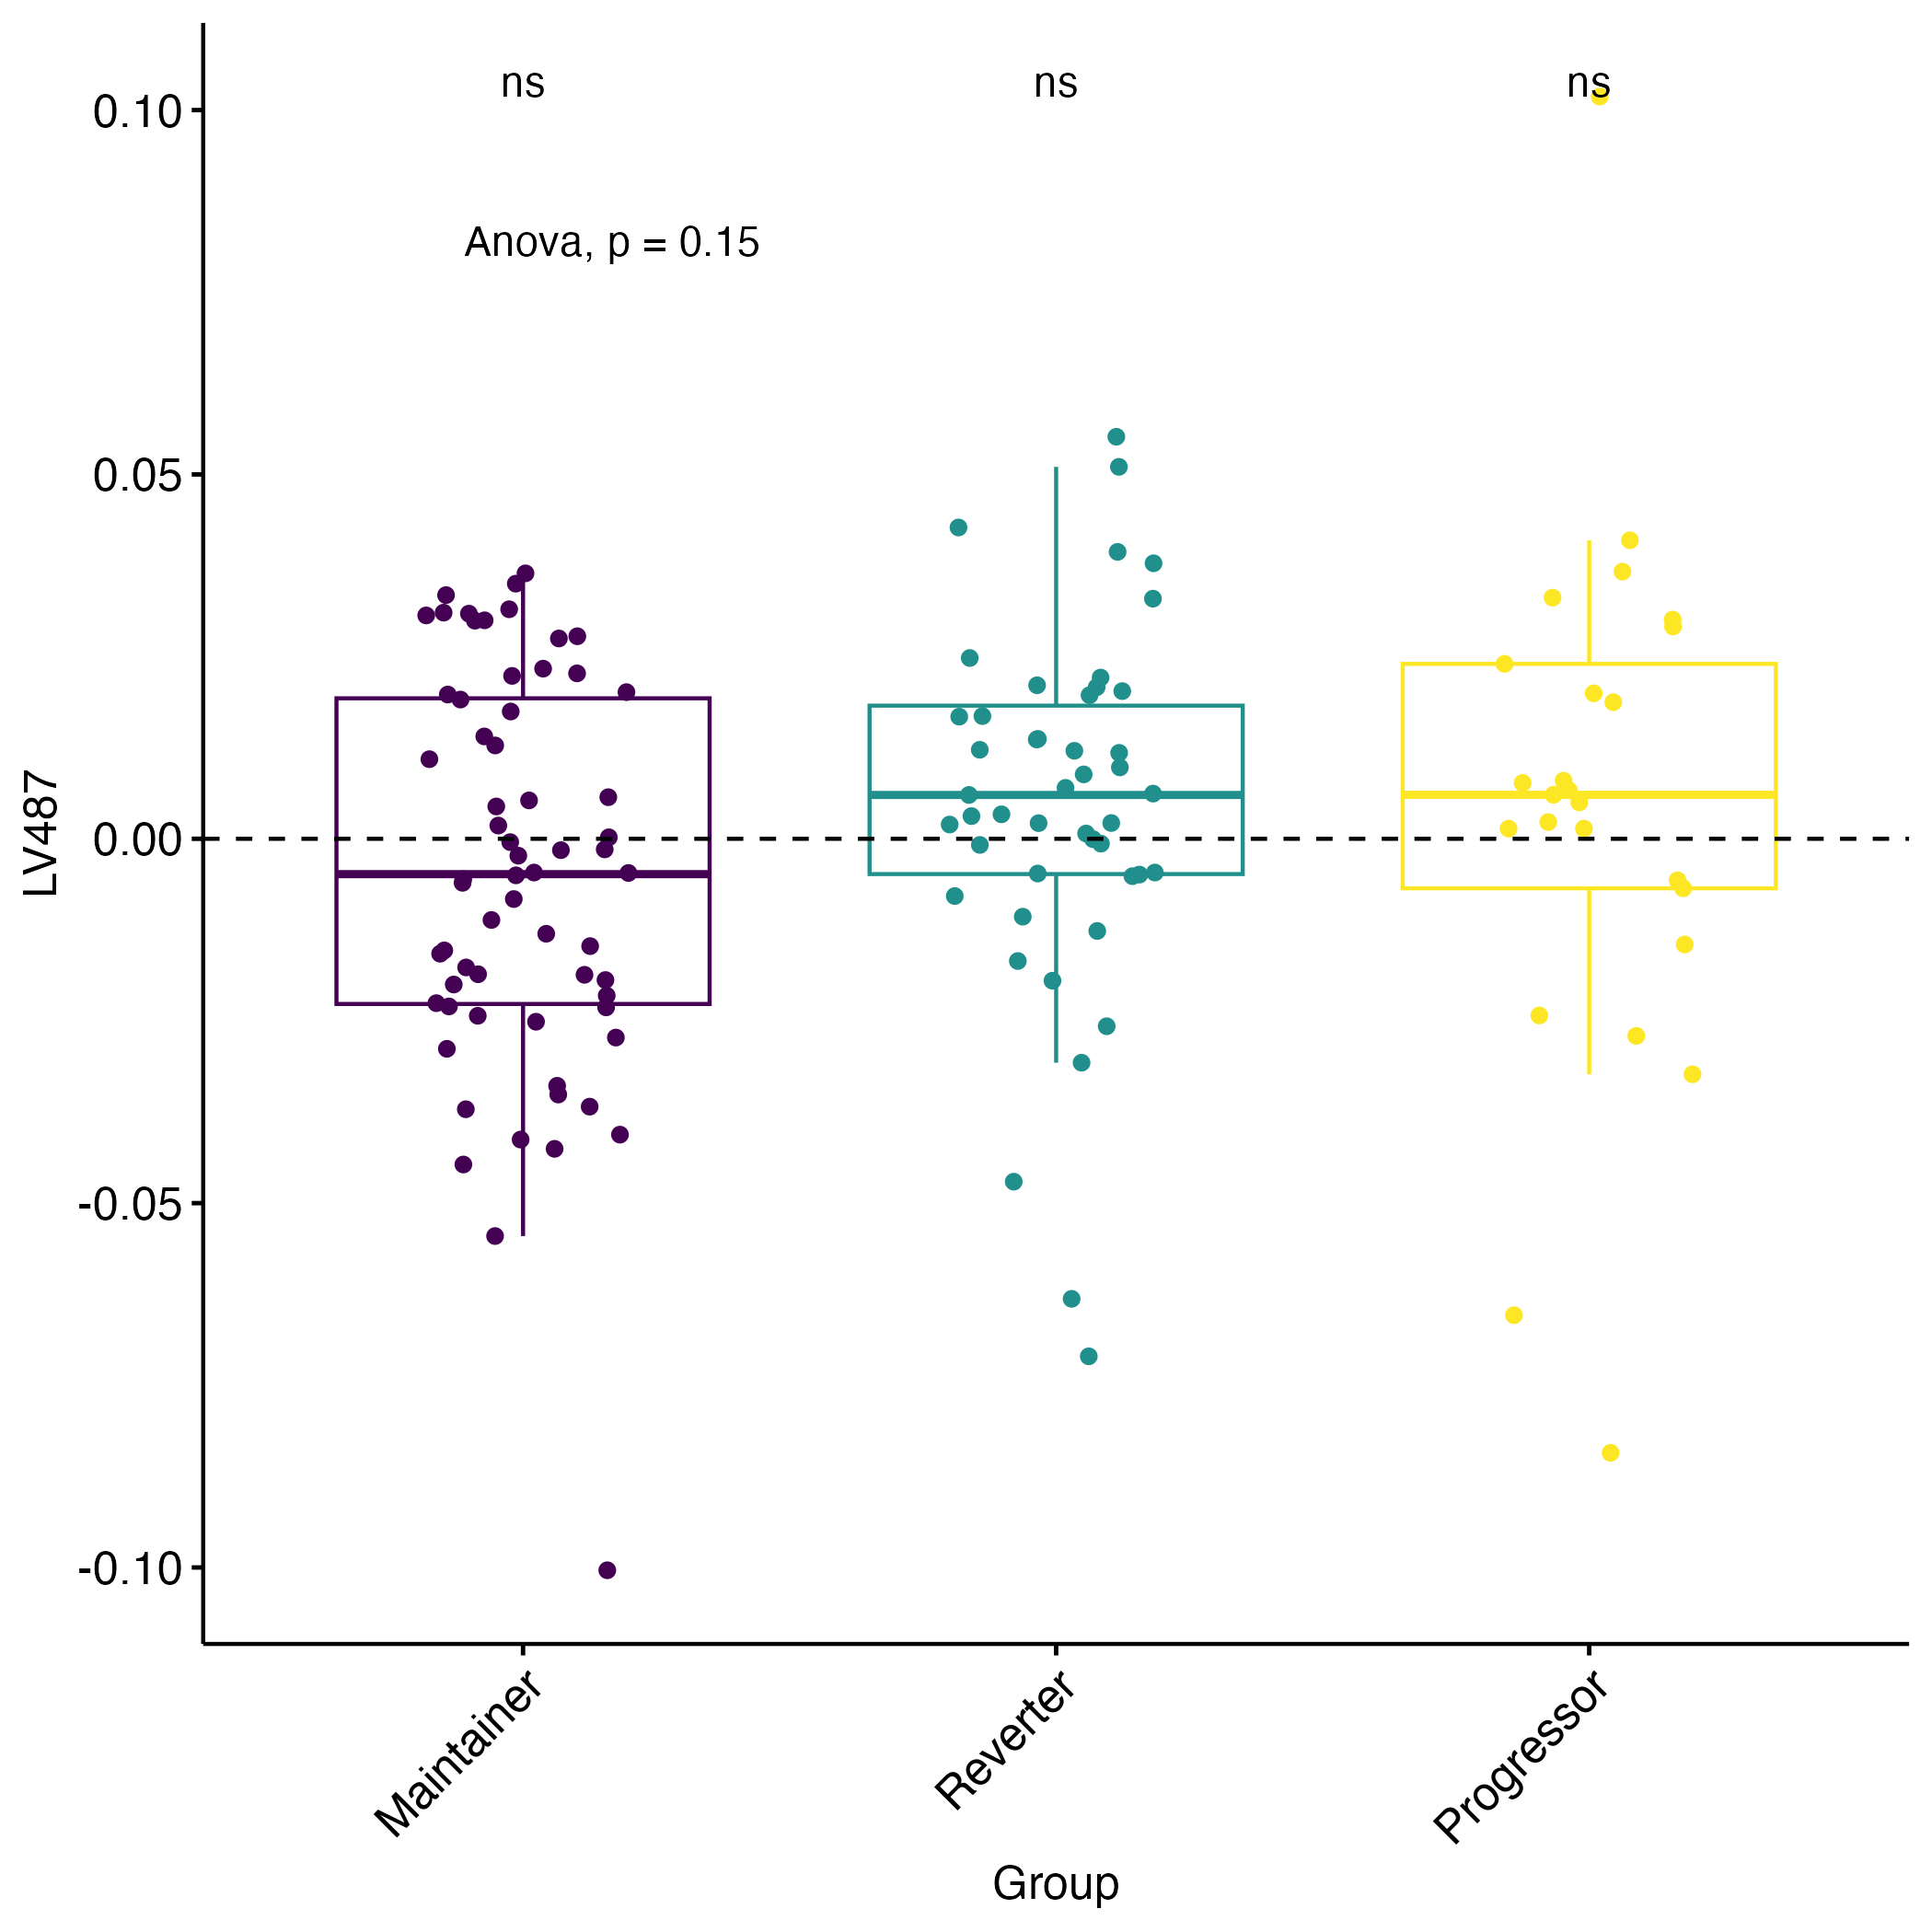 ns ns ns
Anova, p = 0.15
0.10
0.05
0.00
-0.05
-0.10
LV487
Maintainer Reverter Progressor
Group